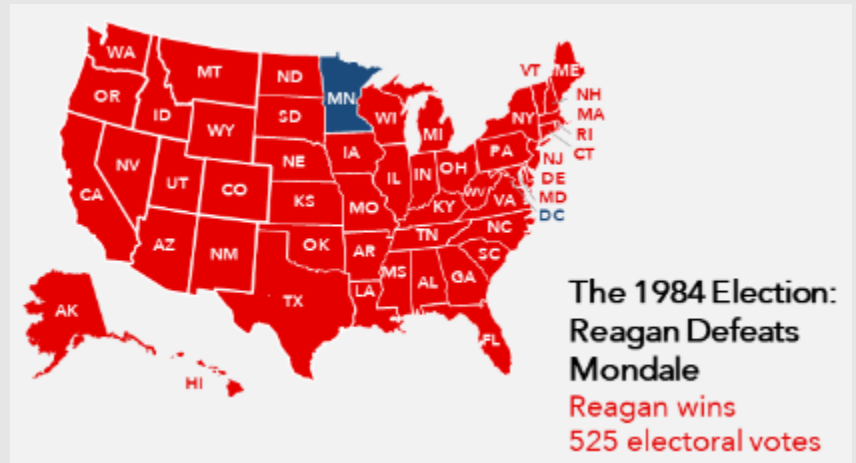 WA
MT
ND
MN
VT
ME
OR
ID
SD
WI
NH
MA
WY
MI
NY
RI
CT
NV
NE
IA
PA
NJ
UT
CO
IL
IN
OH
DE
CA
KS
MO
KY
WV
VA
MD
DC
AZ
NM
OK
AR
TN
NC
SC
TX
LA
MS
AL
GA
FL
AK
HI
The 1984 Election:
Reagan Defeats
Mondale
Reagan wins
525 electoral votes